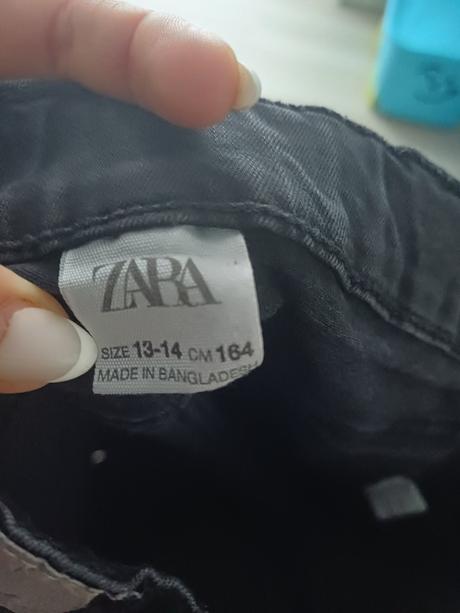 ZARA
SIZE 13-14 CM 164
MADE IN BANGLADESH